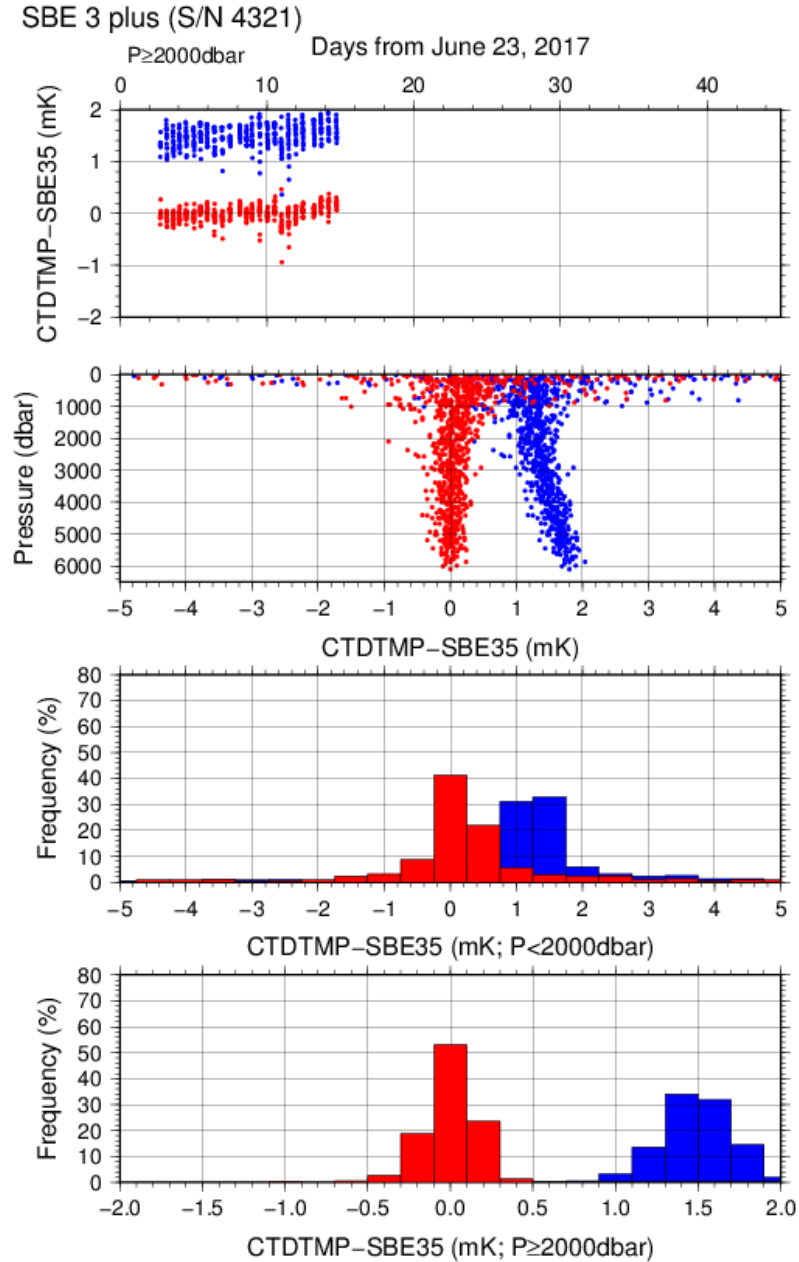 SBE 3 plus (S/N 4321)
P≥2000dbar
Days from June 23, 2017
0 10 20 30 40
CTDTMP−SBE35 (mK)
2
1
0
−1
−2
Pressure (dbar)
0
1000
2000
3000
4000
5000
6000
−5 −4 −3 −2 −1 0 1 2 3 4 5
CTDTMP−SBE35 (mK)
Frequency (%)
80
70
60
50
40
30
20
10
0
−5 −4 −3 −2 −1 0 1 2 3 4 5
CTDTMP−SBE35 (mK; P<2000dbar)
Frequency (%)
80
70
60
50
40
30
20
10
0
−2.0 −1.5 −1.0 −0.5 0.0 0.5 1.0 1.5 2.0
CTDTMP−SBE35 (mK; P≥2000dbar)